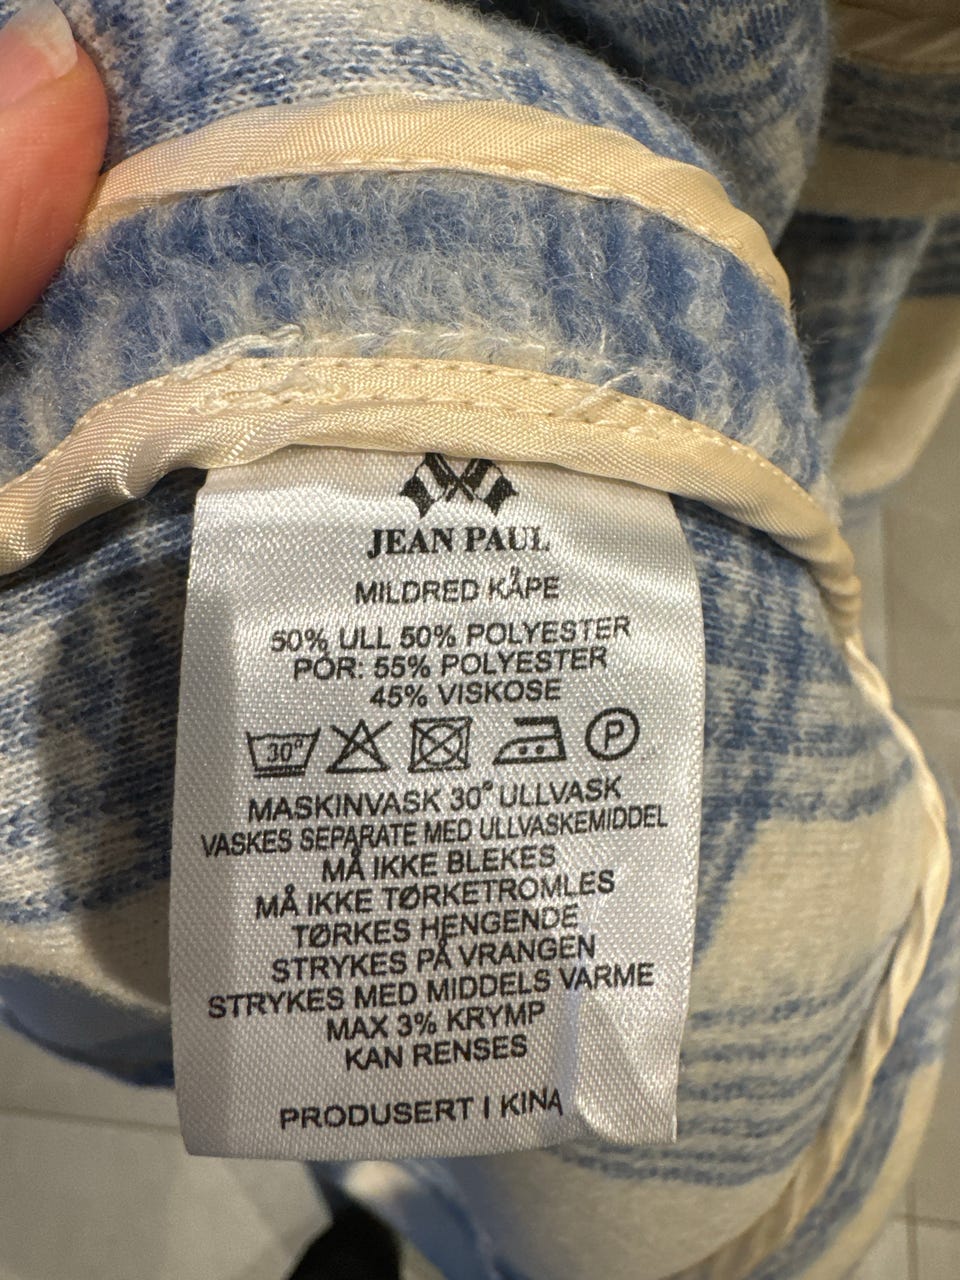 JEAN PAUL
MILDRED KÅPE
50% ULL 50% POLYESTER
FÔR: 55% POLYESTER
45% VISKOSE
30° P
MASKINVASK 30° ULLVASK
VASKES SEPARATE MED ULLVASKEMIDDEL
MÅ IKKE BLEKES
MÅ IKKE TØRKETROMLES
TØRKES HENGENDE
STRYKES PÅ VRANGEN
STRYKES MED MIDDELS VARME
MAX 3% KRYMP
KAN RENSES
PRODUSERT I KINA